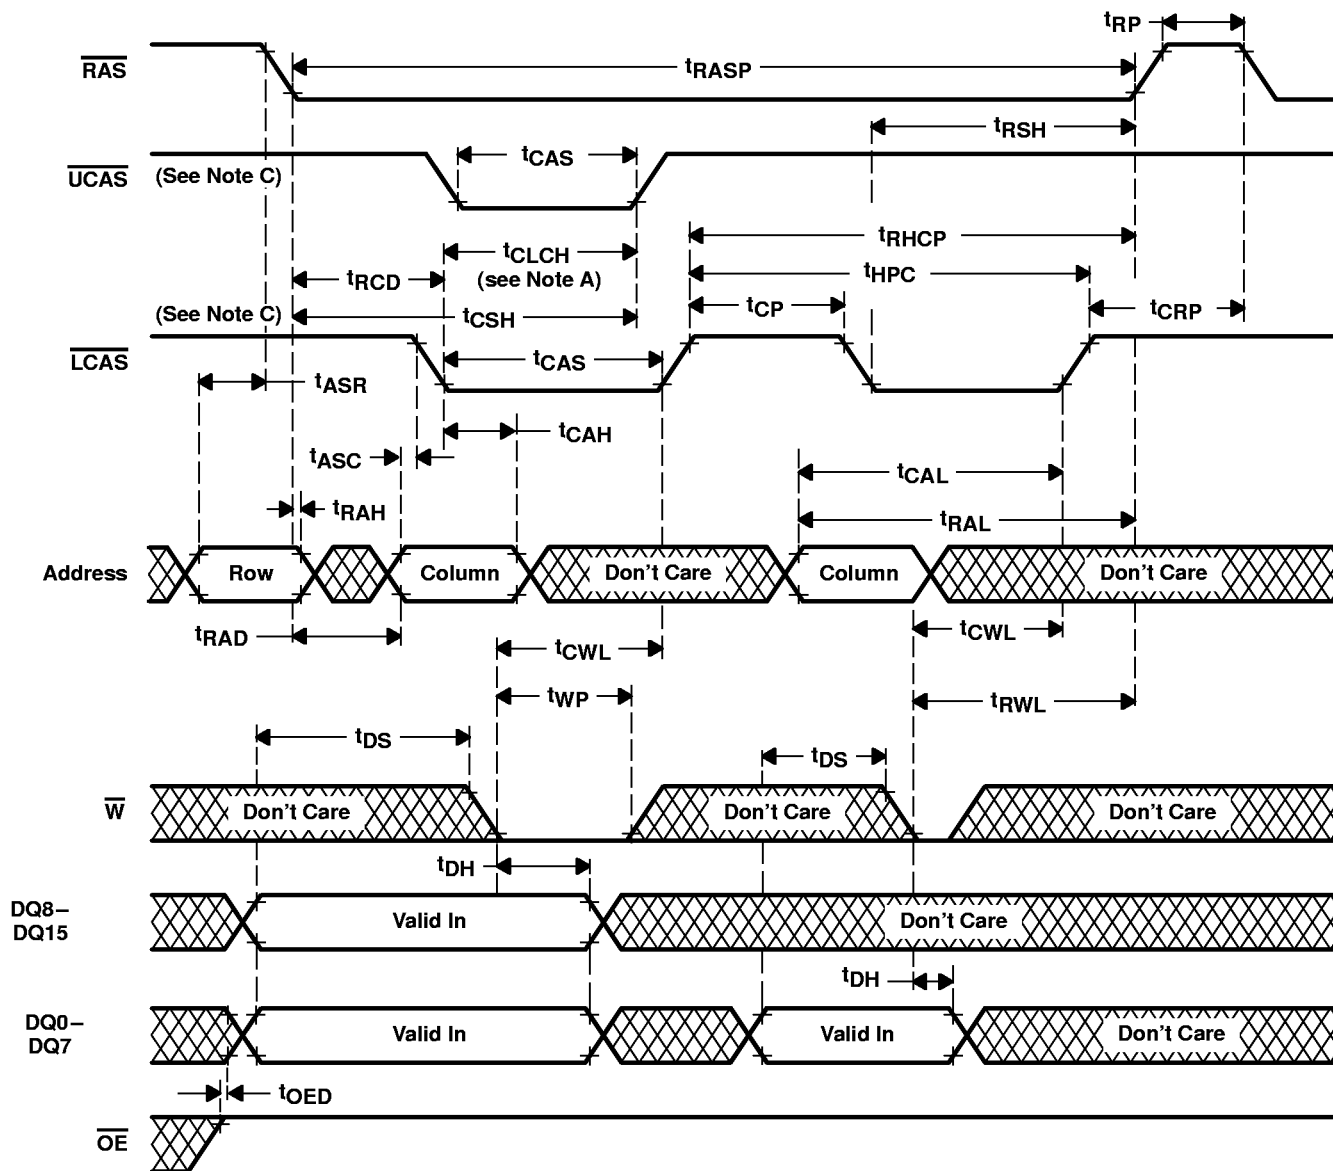 tRP
RAS
tRASP
tRSH
tCAS
UCAS (See Note C)
tRHCP
tCLCH
(see Note A)
tHPC
tRCD
tCP
(See Note C)
tCSH
tCRP
LCAS
tCAS
tASR
tCAH
tASC
tCAL
tRAH
tRAL
Address Row Column Don't Care Column Don't Care
tRAD
tCWL
tCWL
tWP
tRWL
tDS
tDS
W Don't Care Don't Care Don't Care
tDH
DQ8–
DQ15
Valid In Don't Care
tDH
DQ0–
DQ7
Valid In Valid In Don't Care
tOED
OE